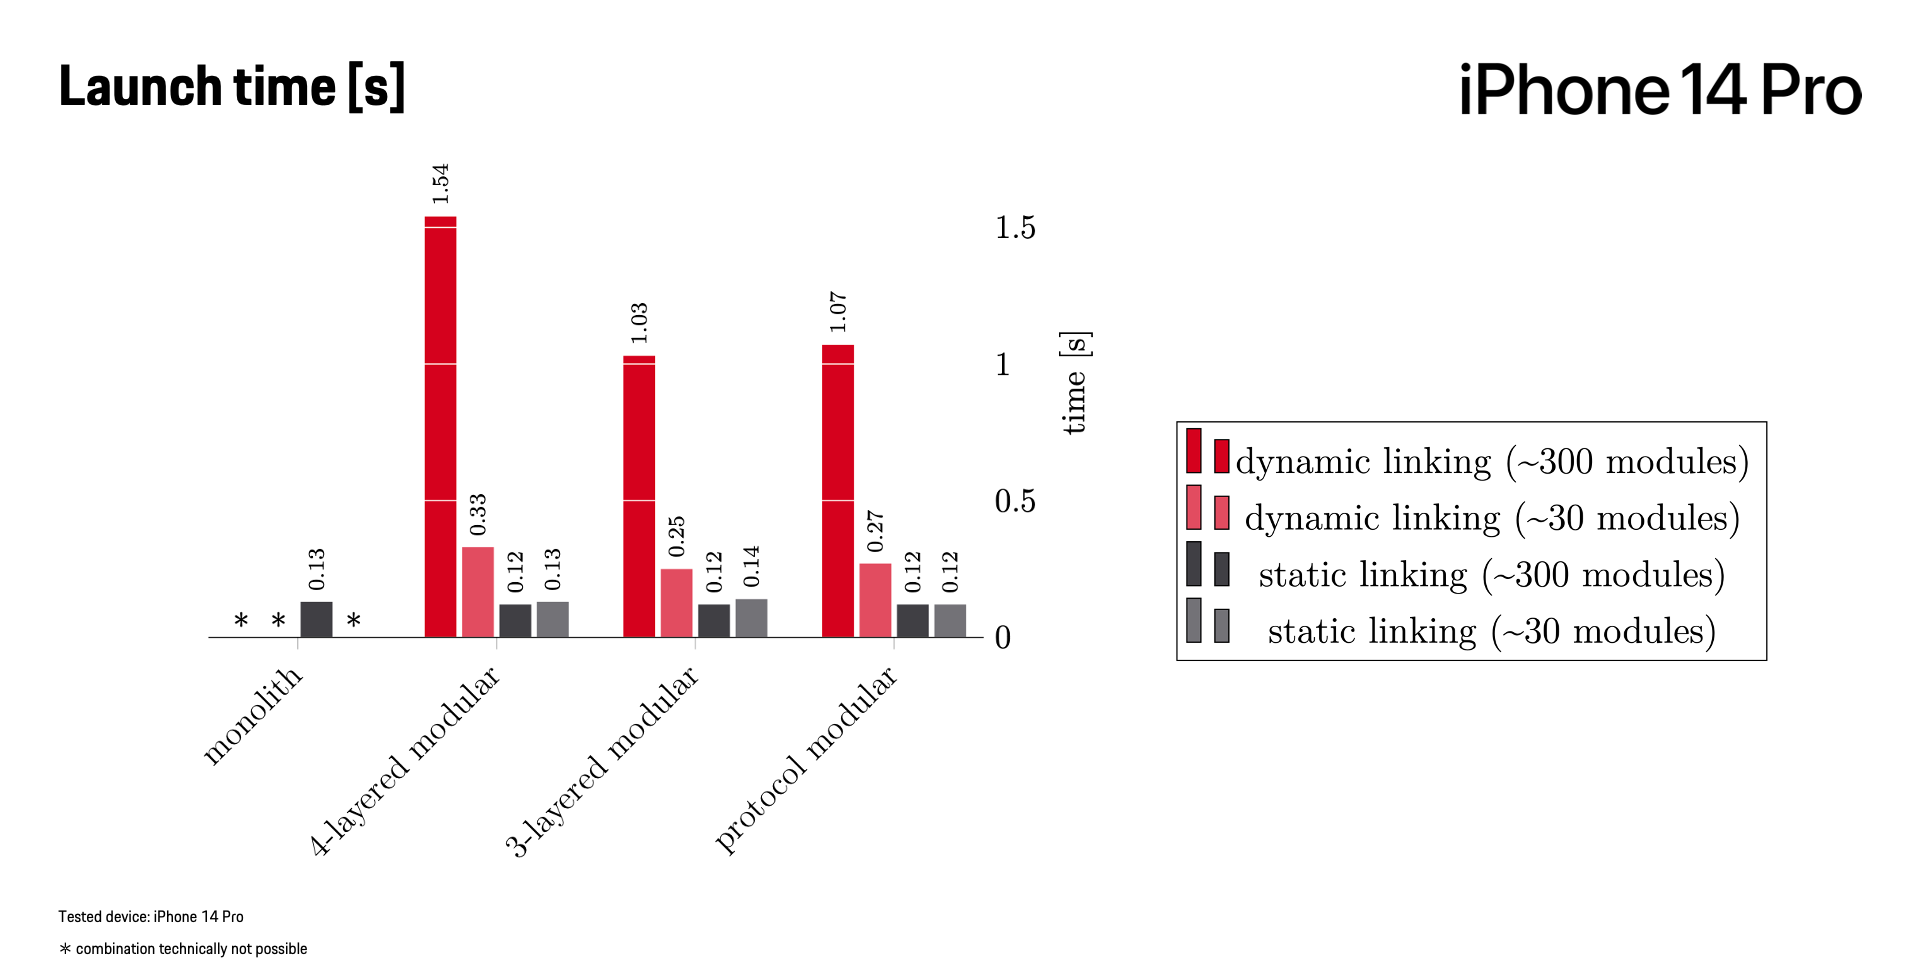 Launch time [s]
iPhone 14 Pro
1.54
1.03
1.07
0.33
0.25
0.27
0.13
0.12
0.13
0.12
0.14
0.12
0.12
* * *
1.5
1
0.5
0
time [s]
monolith
4-layered modular
3-layered modular
protocol modular
dynamic linking (~300 modules)
dynamic linking (~30 modules)
static linking (~300 modules)
static linking (~30 modules)
Tested device: iPhone 14 Pro
* combination technically not possible